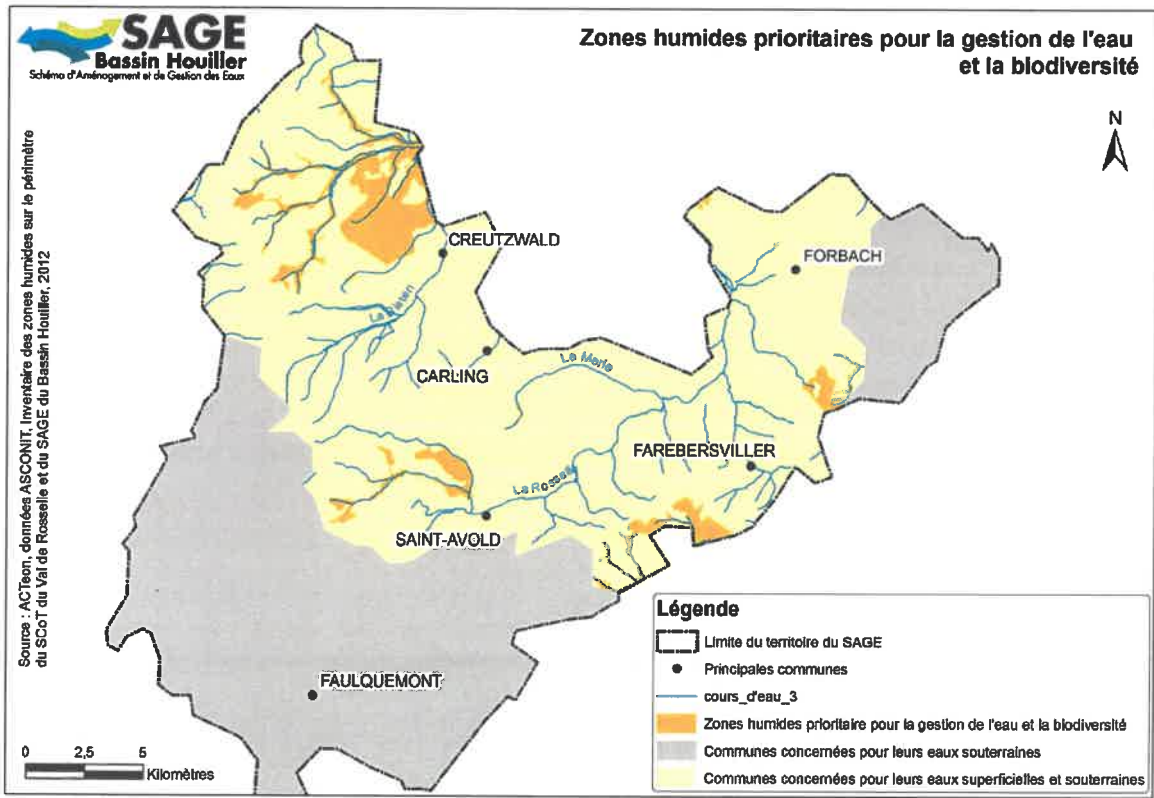 SAGE
Bassin Houiller
Schéma d'Aménagement et de Gestion des Eaux
Zones humides prioritaires pour la gestion de l'eau
et la biodiversité
N
Source : ACTeon, données ASCONIT, Inventaire des zones humides sur le périmètre
du SCoT du Val de Rosselle et du SAGE du Bassin Houiller, 2012
CREUTZWALD
FORBACH
La Bisten
CARLING
La Merle
FAREBERSVILLER
La Rosselle
SAINT-AVOLD
FAULQUEMONT
0 2,5 5
Kilomètres
Légende
Limite du territoire du SAGE
Principales communes
cours_d'eau_3
Zones humides prioritaire pour la gestion de l'eau et la biodiversité
Communes concernées pour leurs eaux souterraines
Communes concernées pour leurs eaux superficielles et souterraines